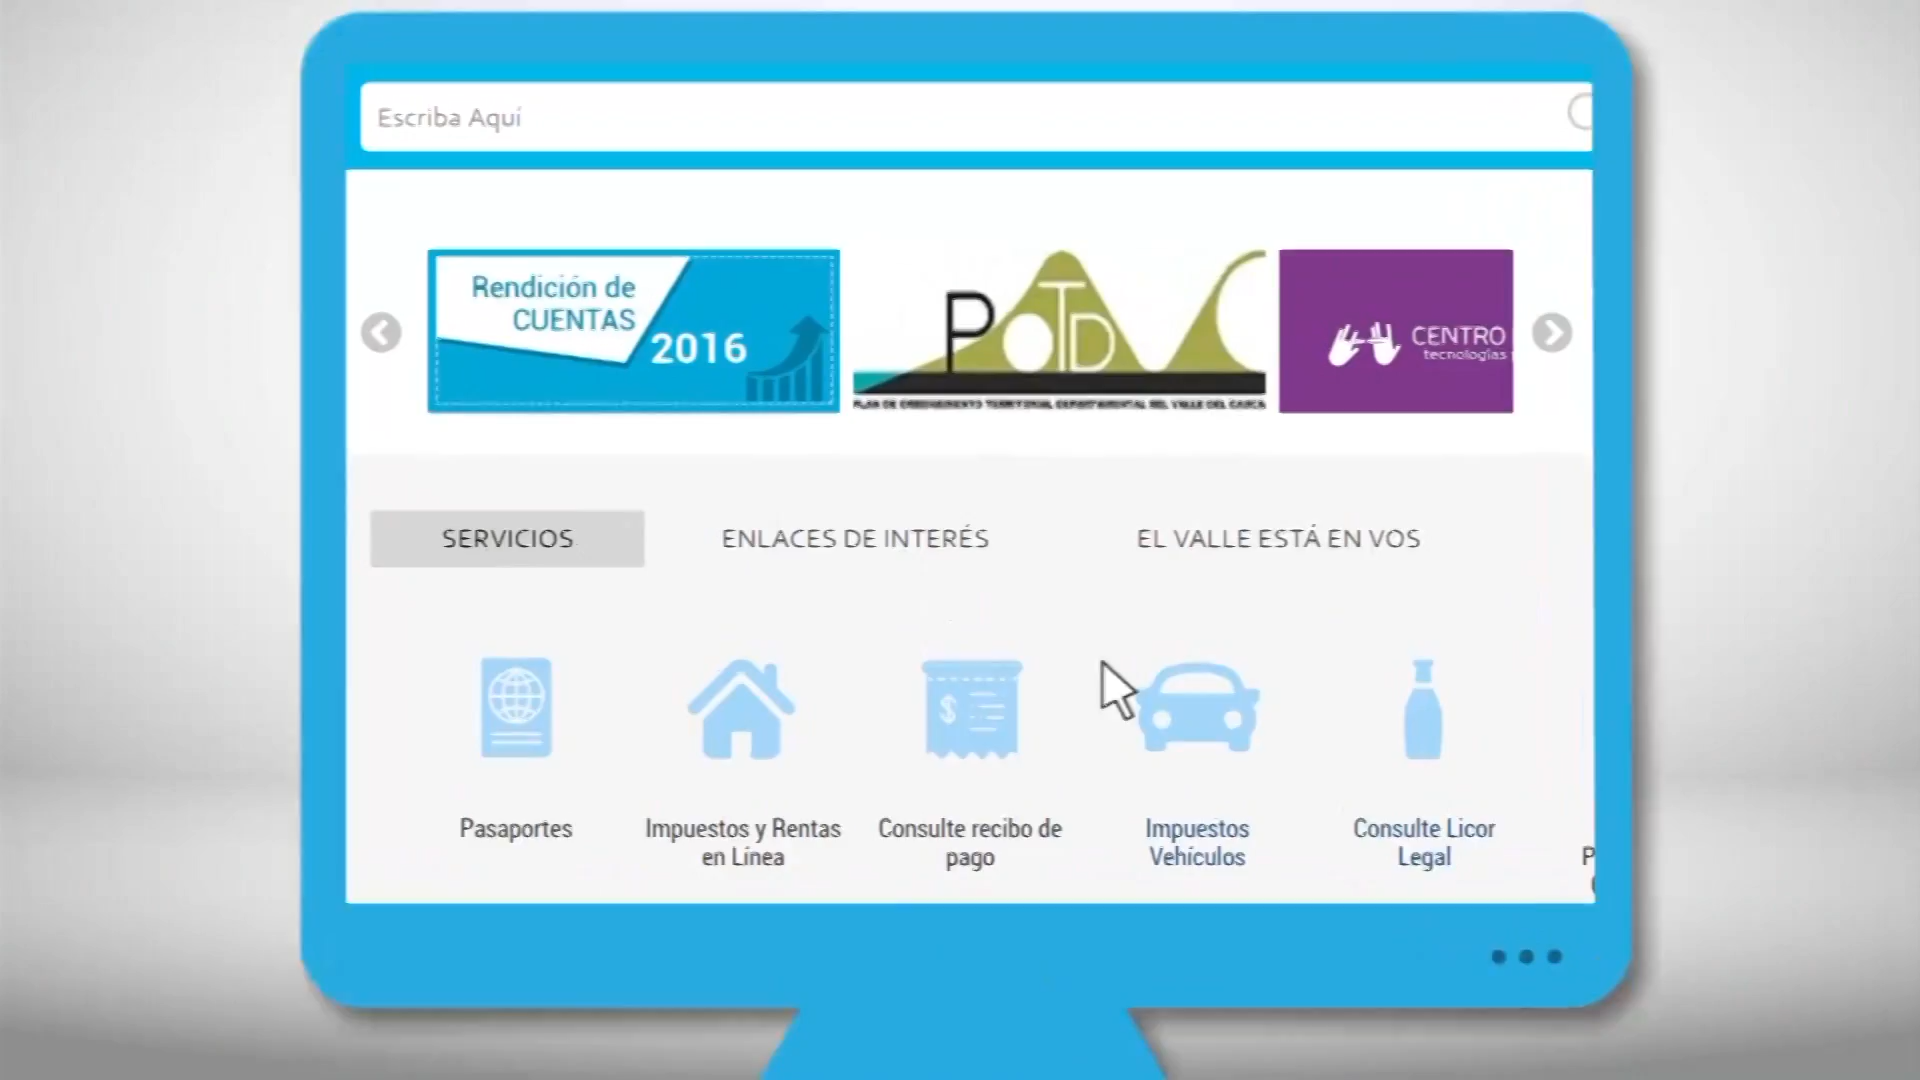 Escriba Aquí
Rendición de
CUENTAS
2016
POTD
PLAN DE ORDENAMIENTO TERRITORIAL DEPARTAMENTAL DEL VALLE DEL CAUCA
CENTRO
tecnologías
SERVICIOS
ENLACES DE INTERÉS
EL VALLE ESTÁ EN VOS
Pasaportes
Impuestos y Rentas
en Línea
Consulte recibo de
pago
Impuestos
Vehículos
Consulte Licor
Legal